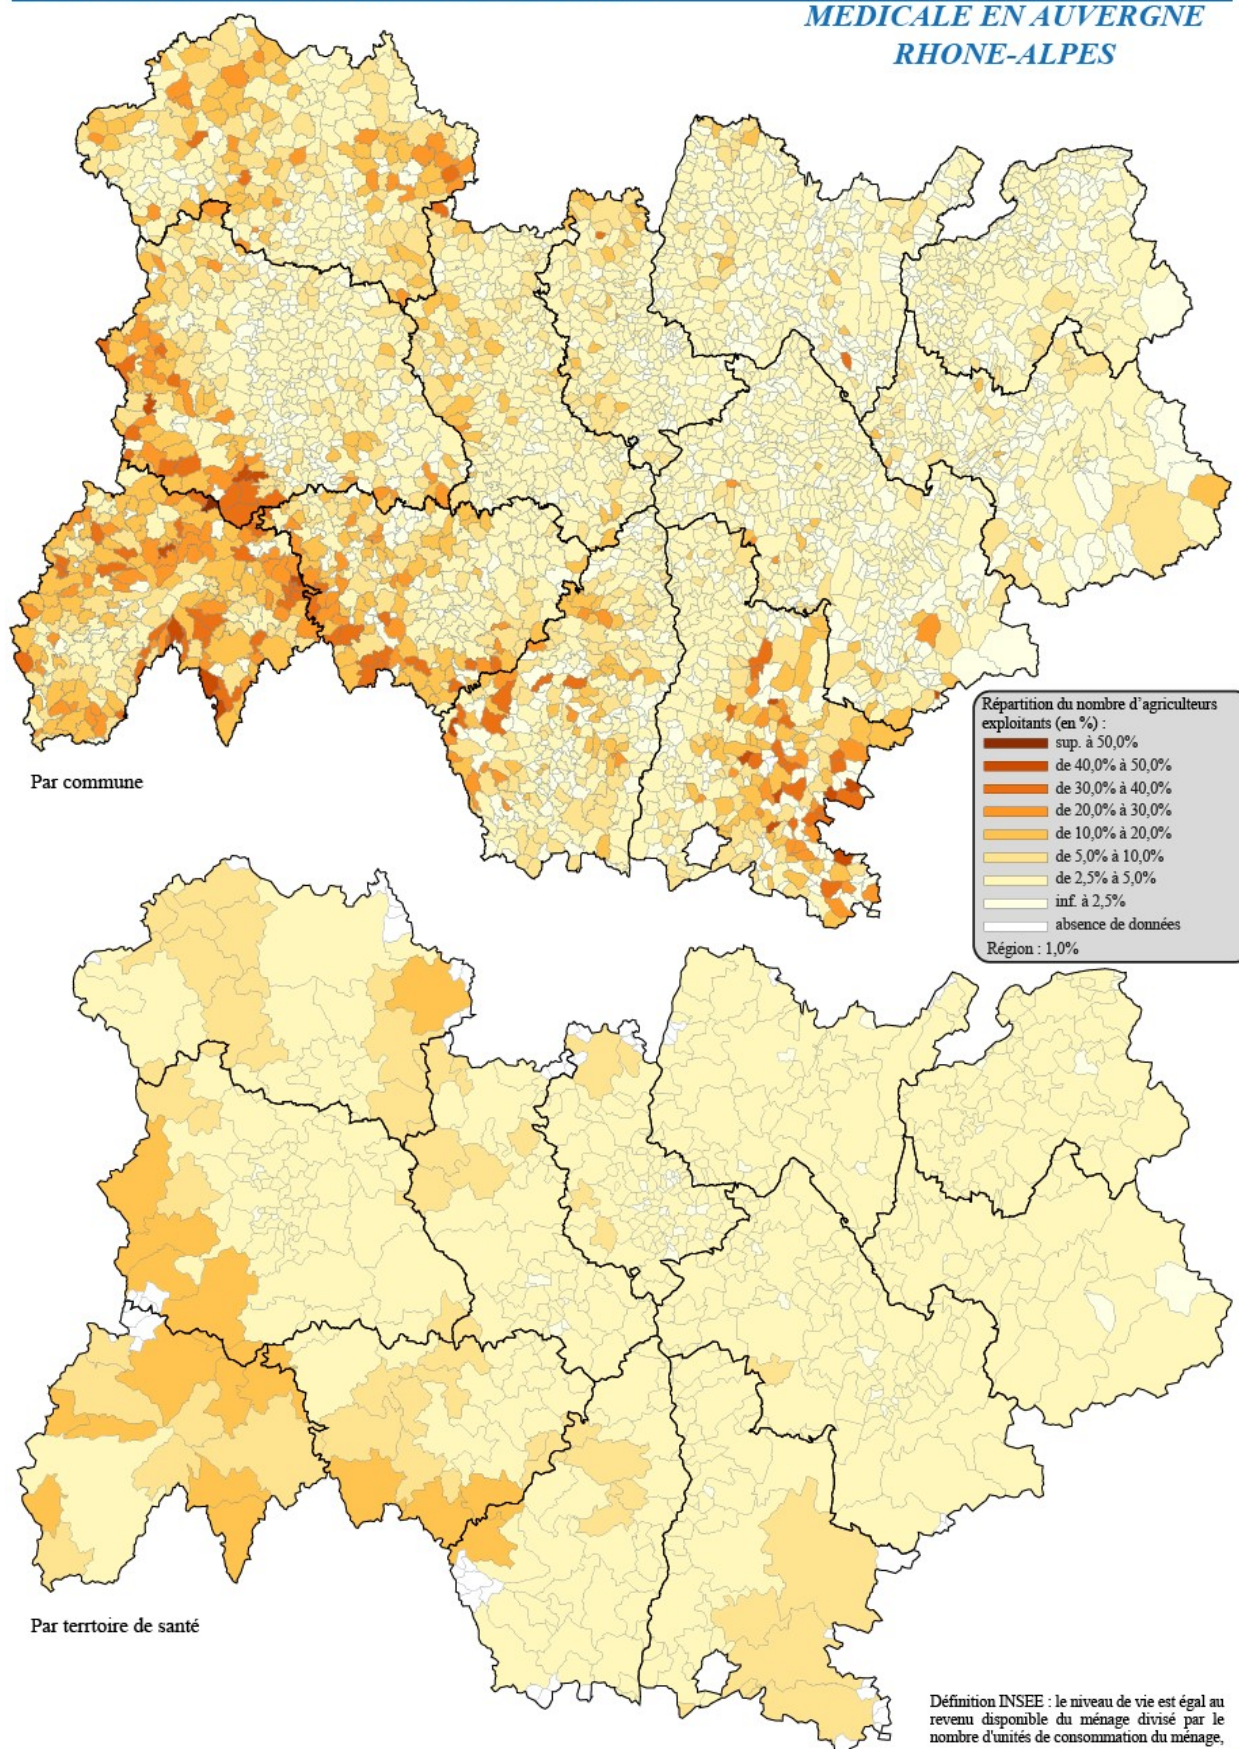 MEDICALE EN AUVERGNE
RHONE-ALPES
Répartition du nombre d'agriculteurs
exploitants (en %) :
sup. à 50,0%
de 40,0% à 50,0%
de 30,0% à 40,0%
de 20,0% à 30,0%
de 10,0% à 20,0%
de 5,0% à 10,0%
de 2,5% à 5,0%
inf. à 2,5%
absence de données
Région : 1,0%
Par commune
Par terrtoire de santé
Définition INSEE : le niveau de vie est égal au
revenu disponible du ménage divisé par le
nombre d'unités de consommation du ménage,